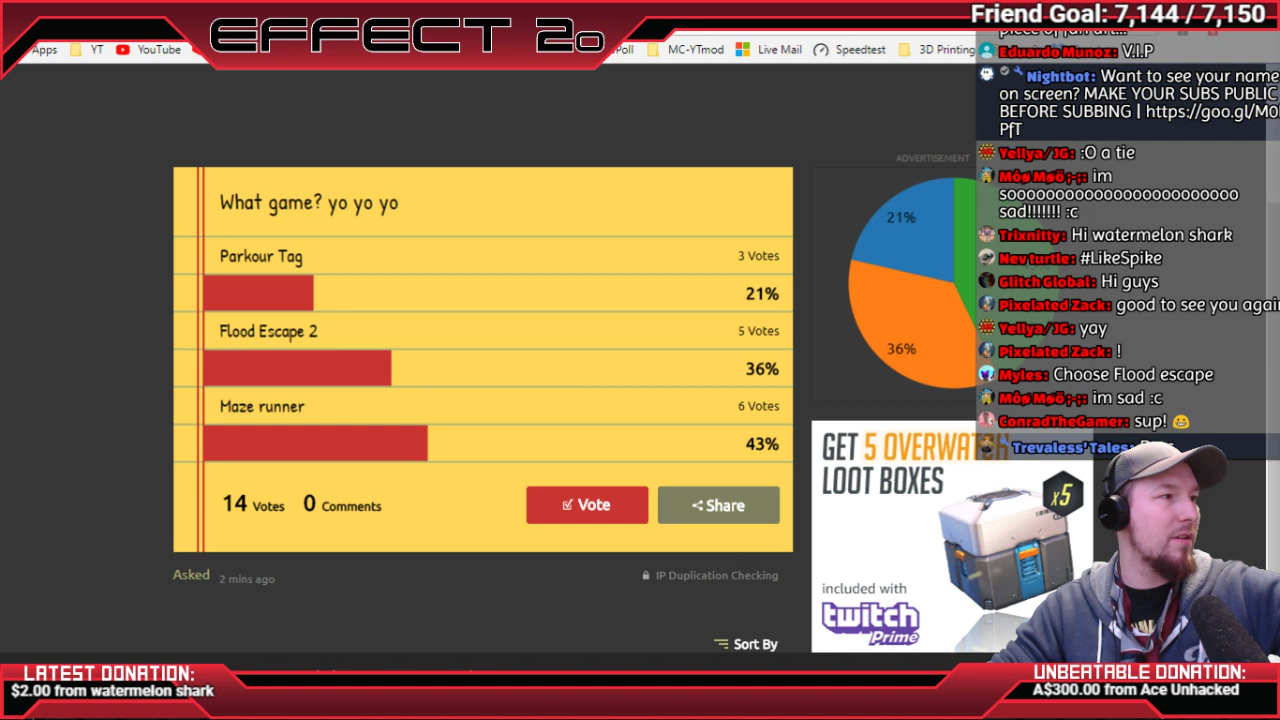 EFFECT 2o
Friend Goal: 7,144 / 7,150
Apps YT YouTube Poll MC-YTmod Live Mail Speedtest 3D Printing
Eduardo Munoz: V.I.P
Nightbot: Want to see your name
on screen? MAKE YOUR SUBS PUBLIC
BEFORE SUBBING | https://goo.gl/M0
PfT
Yellya/JG: :O a tie
Môø Møö ;-;: im
soooooooooooooooooooooooo
sad!!!!!!! :c
Trixnitty: Hi watermelon shark
Nev turtle: #LikeSpike
Glitch Global: Hi guys
Pixelated Zack: good to see you again
Yellya/JG: yay
Pixelated Zack: !
Myles: Choose Flood escape
Môø Møö ;-;: im sad :c
ConradTheGamer: sup! 😄
Trevaless' Tales:
ADVERTISEMENT
What game? yo yo yo
Parkour Tag 3 Votes
21%
Flood Escape 2 5 Votes
36%
Maze runner 6 Votes
43%
14 Votes 0 Comments Vote Share
Asked 2 mins ago IP Duplication Checking
Sort By
21%
36%
GET 5 OVERWATCH
LOOT BOXES
x5
included with
twitch
Prime
LATEST DONATION:
$2.00 from watermelon shark
UNBEATABLE DONATION:
A$300.00 from Ace Unhacked